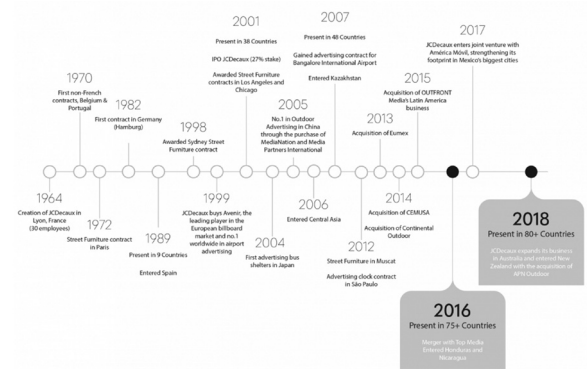 1964
Creation of JCDecaux in
Lyon, France
(30 employees)
1970
First non-French
contracts, Belgium &
Portugal
1972
Street Furniture contract
in Paris
1982
First contract in Germany
(Hamburg)
1989
Present in 9 Countries
Entered Spain
1998
Awarded Sydney Street
Furniture contract
1999
JCDecaux buys Avenir, the
leading player in the
European billboard
market and no.1
worldwide in airport
advertising
2001
Present in 38 Countries
IPO JCDecaux (27% stake)
Awarded Street Furniture
contracts in Los Angeles and
Chicago
2004
First advertising bus
shelters in Japan
2005
No.1 in Outdoor
Advertising in China
through the purchase of
MediaNation and Media
Partners International
2006
Entered Central Asia
2007
Present in 48 Countries
Gained advertising contract for
Bangalore International Airport
Entered Kazakhstan
2012
Street Furniture in Muscat
Advertising clock contract
in São Paulo
2013
Acquisition of Eumex
2014
Acquisition of CEMUSA
Acquisition of Continental
Outdoor
2015
Acquisition of OUTFRONT
Media's Latin America
business
2016
Present in 75+ Countries
Merger with Top Media
Entered Honduras and
Nicaragua
2017
JCDecaux enters joint venture with
América Móvil, strengthening its
footprint in Mexico's biggest cities
2018
Present in 80+ Countries
JCDecaux expands its business
in Australia and entered New
Zealand with the acquisition of
APN Outdoor